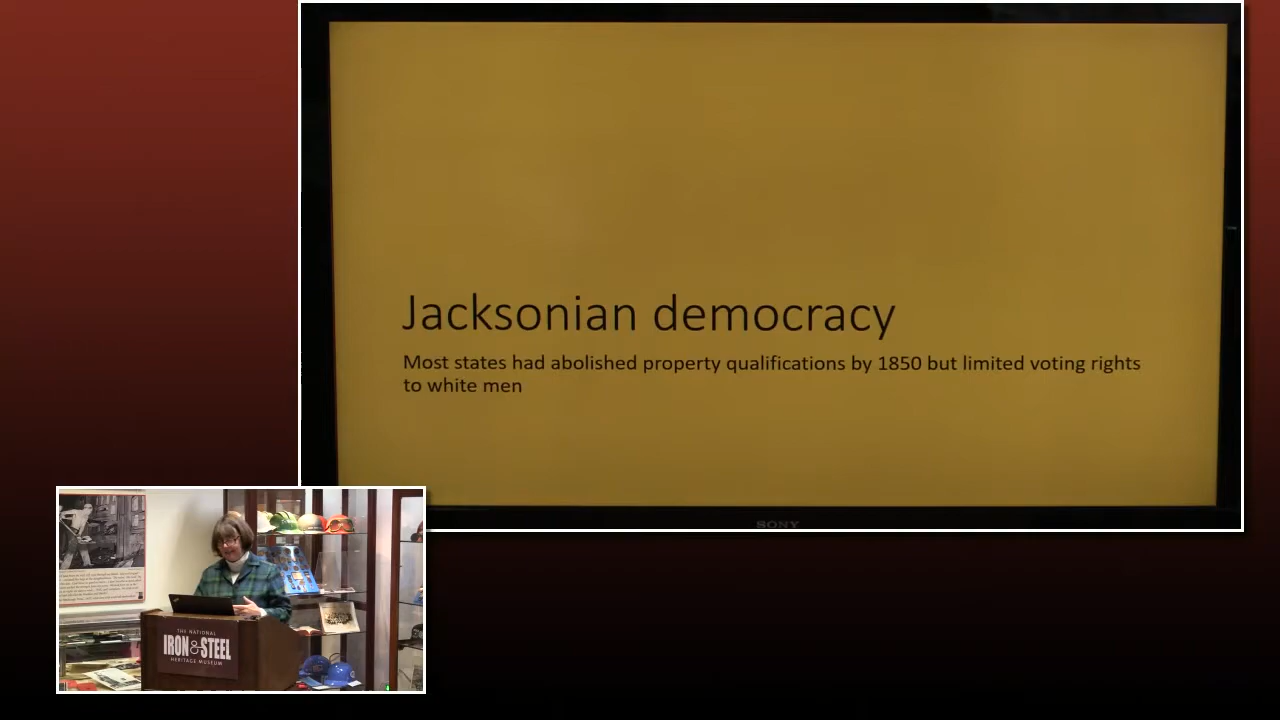 Jacksonian democracy
Most states had abolished property qualifications by 1850 but limited voting rights
to white men
SONY
THE NATIONAL
IRON & STEEL
HERITAGE MUSEUM